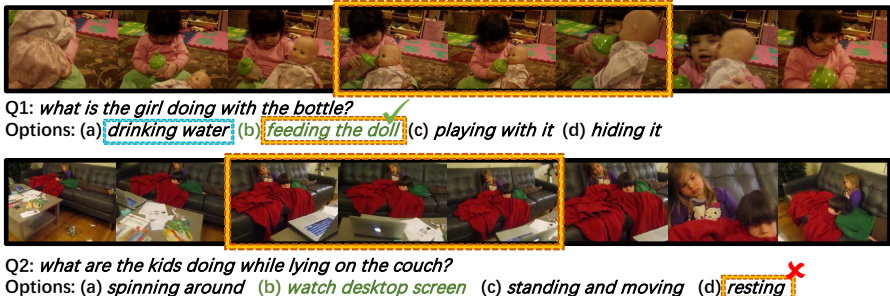 Q1: what is the girl doing with the bottle?
Options: (a) drinking water (b) feeding the doll (c) playing with it (d) hiding it
Q2: what are the kids doing while lying on the couch?
Options: (a) spinning around (b) watch desktop screen (c) standing and moving (d) resting